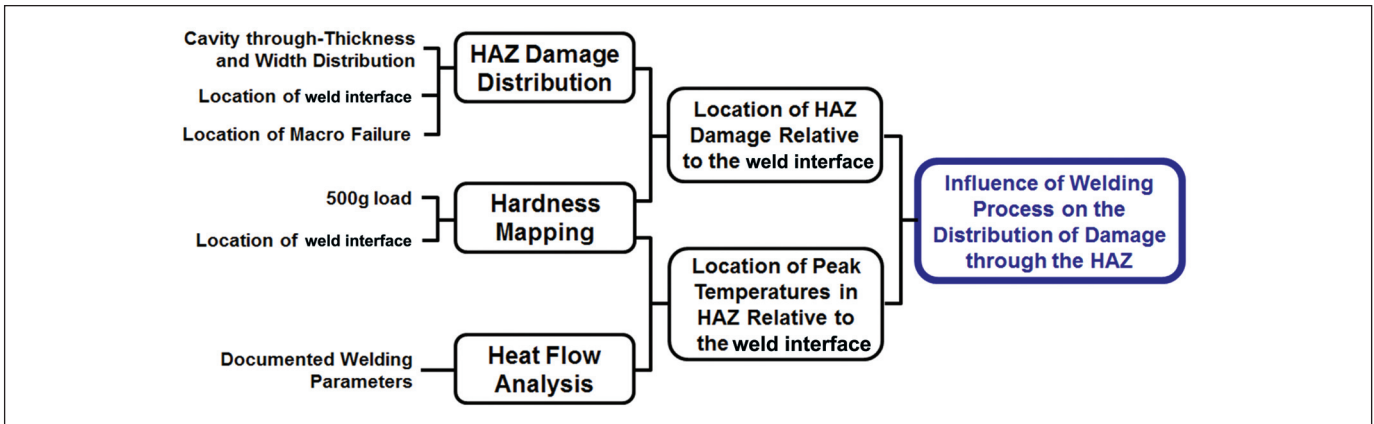 Cavity through-Thickness
and Width Distribution
Location of weld interface
Location of Macro Failure
HAZ Damage
Distribution
500g load
Location of weld interface
Hardness
Mapping
Documented Welding
Parameters
Heat Flow
Analysis
Location of HAZ
Damage Relative
to the weld interface
Location of Peak
Temperatures in
HAZ Relative to
the weld interface
Influence of Welding
Process on the
Distribution of Damage
through the HAZ